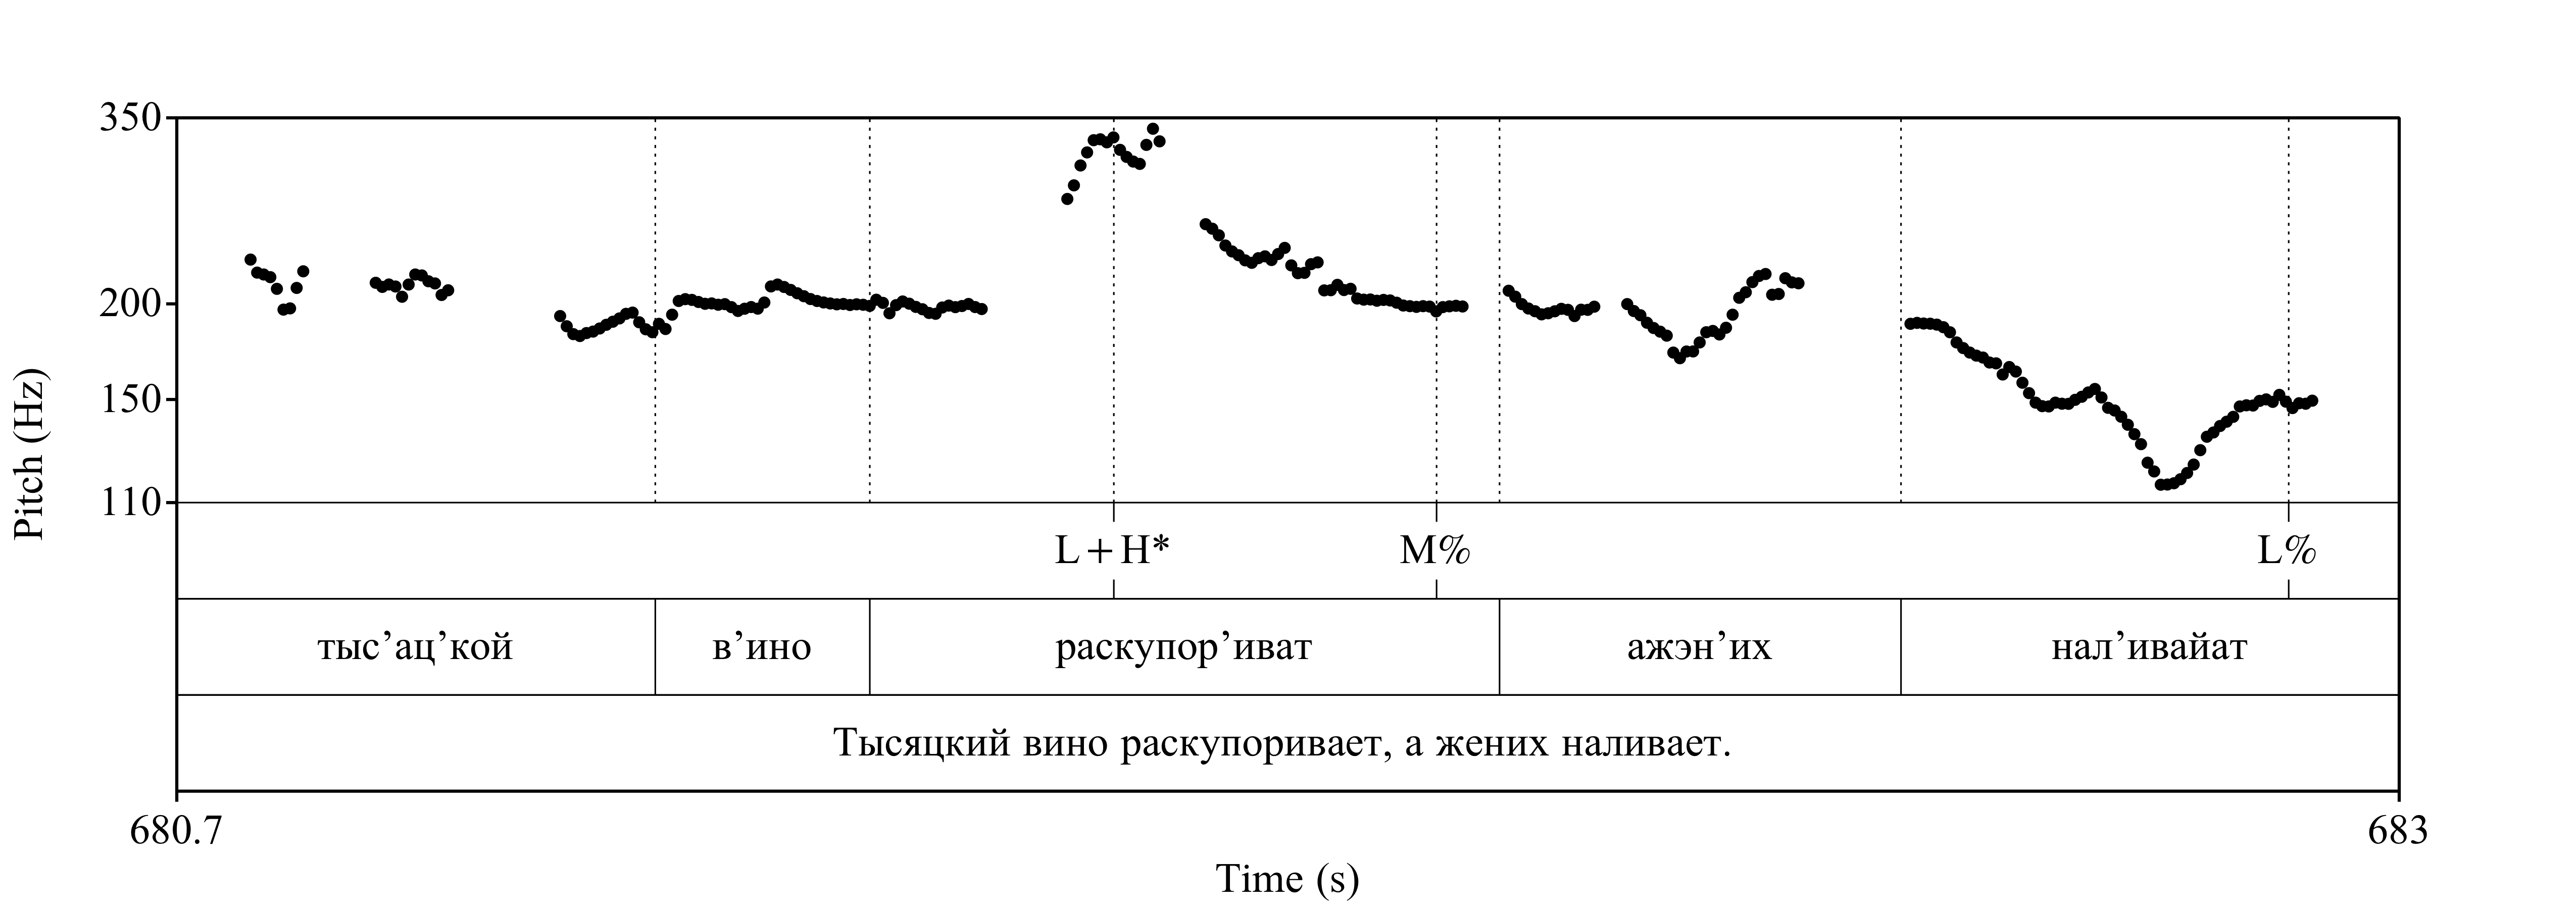 350
200
150
110
Pitch (Hz)
L+H* M% L%
тыс’ац’кой в’ино раскупор’иват ажэн’их нал’ивайат
Тысяцкий вино раскупоривает, а жених наливает.
680.7 683
Time (s)